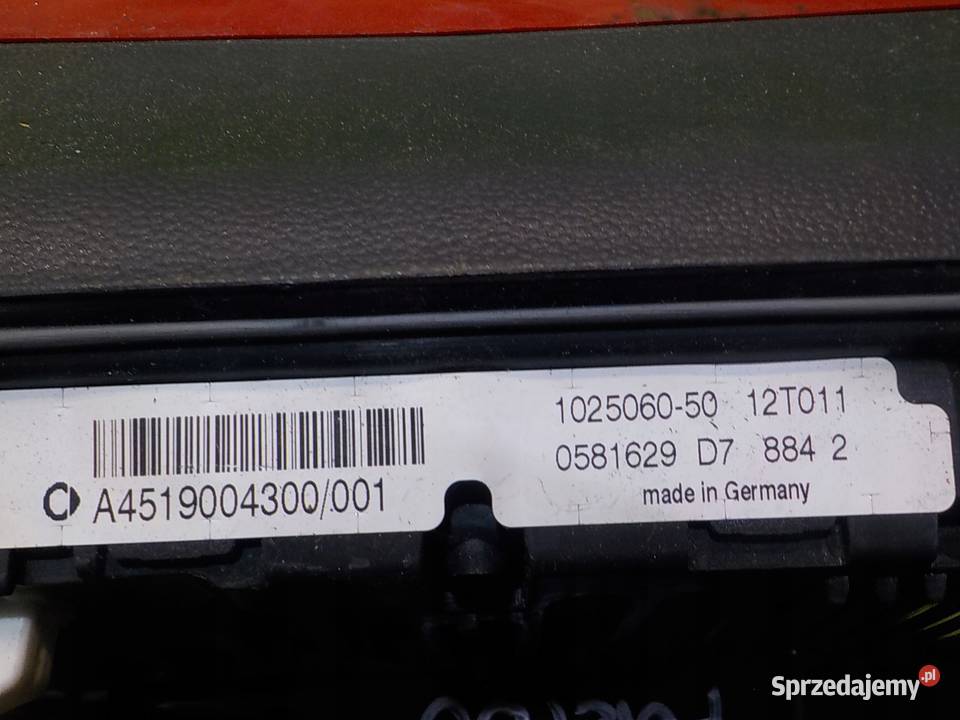 1025060-50 12T011
0581629 D7 884 2
made in Germany
A4519004300/001
Sprzedajemy.pl